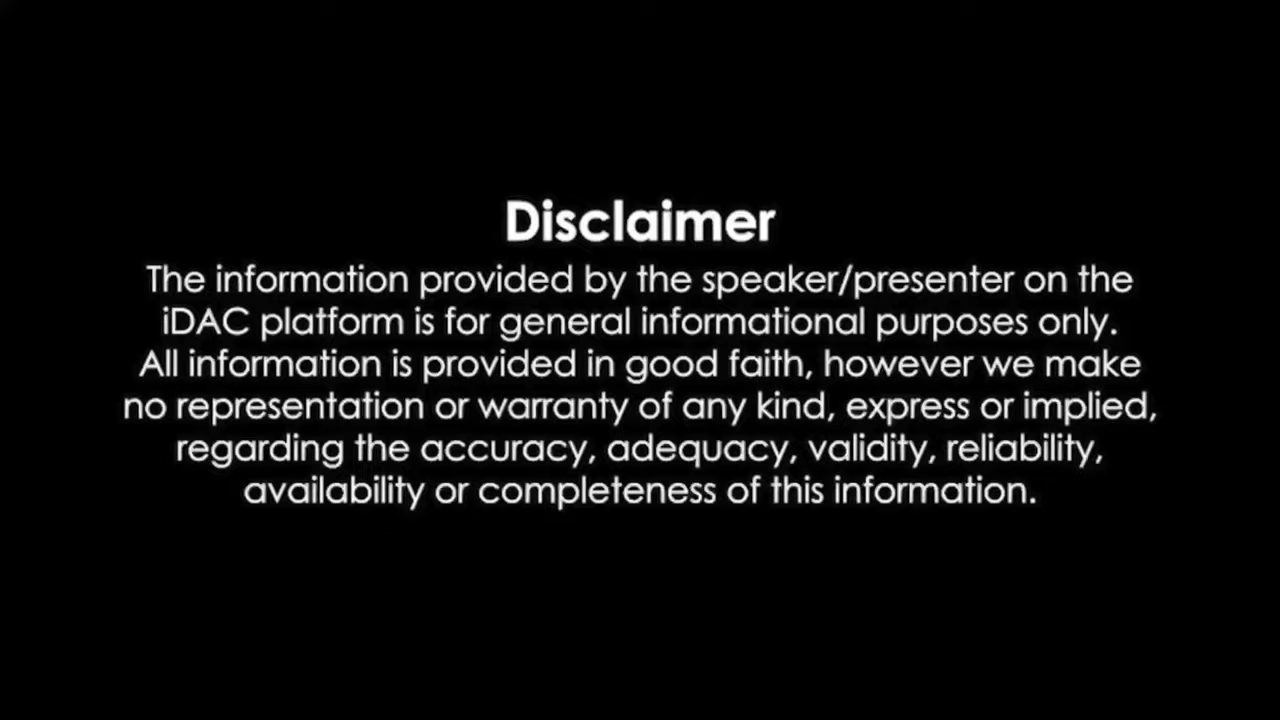 Disclaimer
The information provided by the speaker/presenter on the
iDAC platform is for general informational purposes only.
All information is provided in good faith, however we make
no representation or warranty of any kind, express or implied,
regarding the accuracy, adequacy, validity, reliability,
availability or completeness of this information.